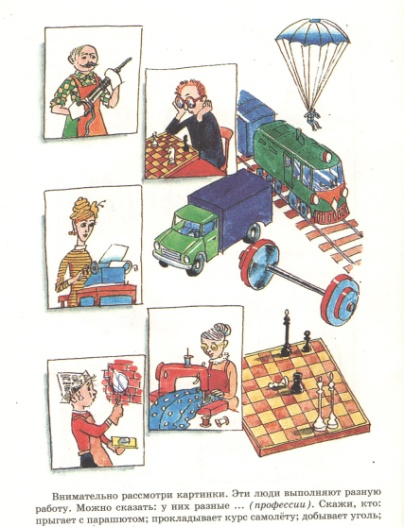 Внимательно рассмотри картинки. Эти люди выполняют разную
работу. Можно сказать: у них разные ... (профессии). Скажи, кто:
прыгает с парашютом; прокладывает курс самолёту; добывает уголь;